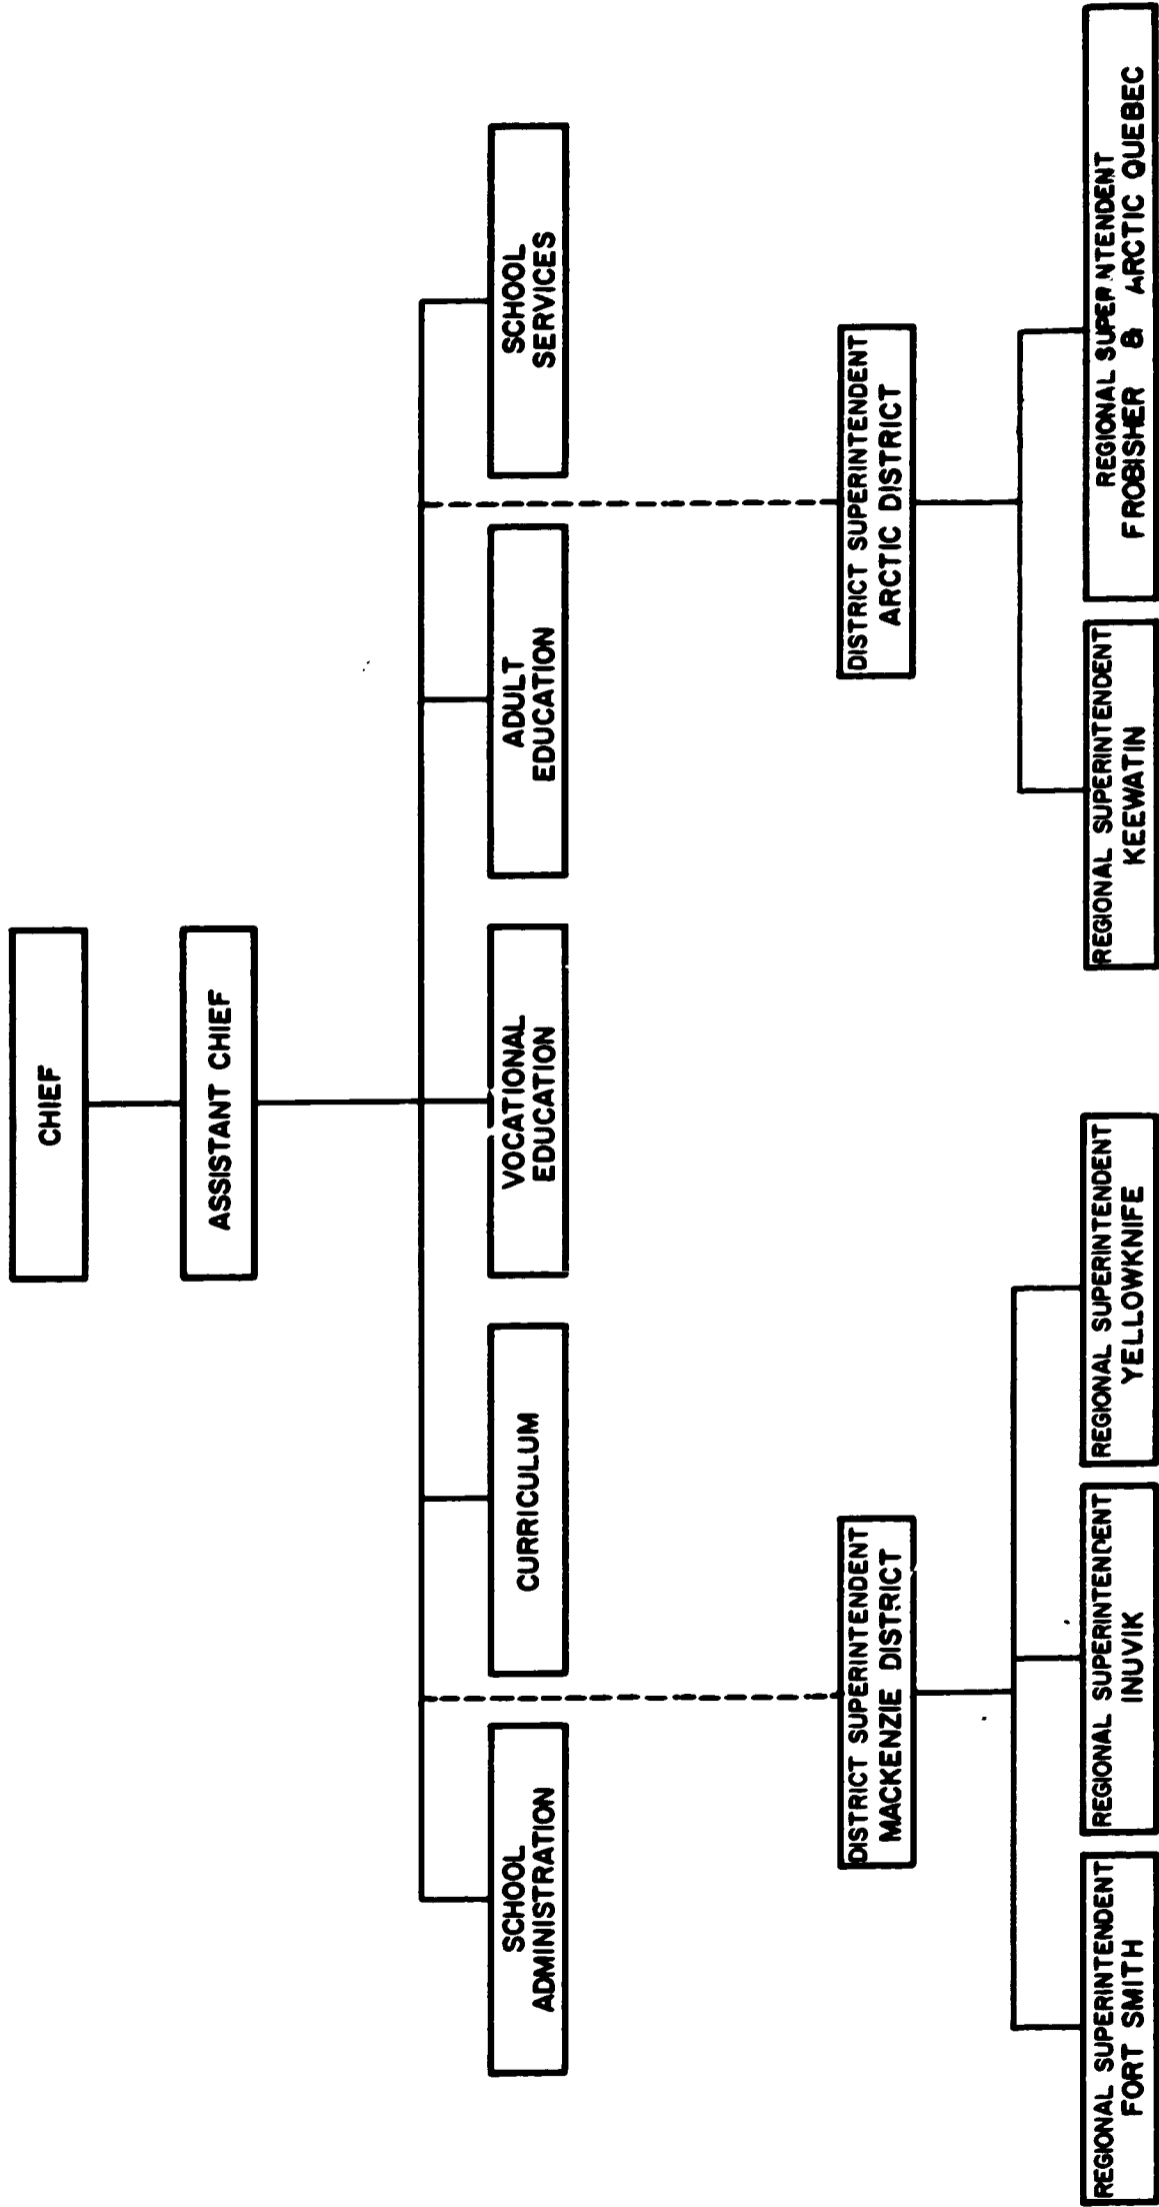 CHIEF
ASSISTANT CHIEF
SCHOOL
ADMINISTRATION
CURRICULUM
VOCATIONAL
EDUCATION
ADULT
EDUCATION
SCHOOL
SERVICES
DISTRICT SUPERINTENDENT
MACKENZIE DISTRICT
DISTRICT SUPERINTENDENT
ARCTIC DISTRICT
REGIONAL SUPERINTENDENT
FORT SMITH
REGIONAL SUPERINTENDENT
INUVIK
REGIONAL SUPERINTENDENT
YELLOWKNIFE
REGIONAL SUPERINTENDENT
KEEWATIN
REGIONAL SUPERINTENDENT
FROBISHER & ARCTIC QUEBEC